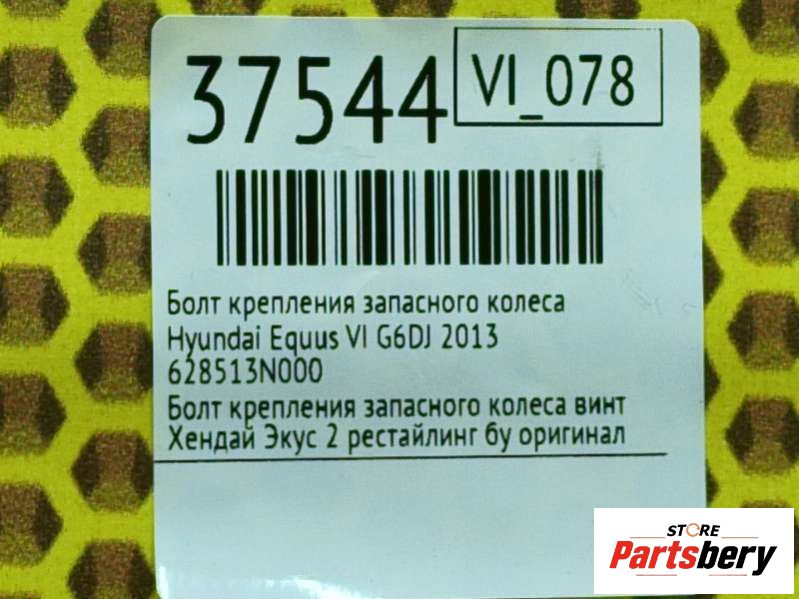 37544
VI_078
Болт крепления запасного колеса
Hyundai Equus VI G6DJ 2013
628513N000
Болт крепления запасного колеса винт
Хендай Экус 2 рестайлинг бу оригинал
STORE
Partsbery